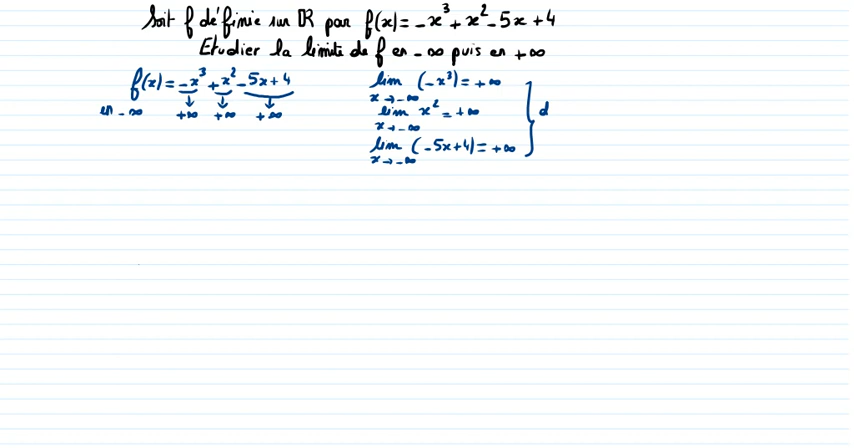 Soit f définie sur ℝ par f(x) = -x³ + x² - 5x + 4
Etudier la limite de f en -∞ puis en +∞
f(x) = -x³ + x² - 5x + 4
en -∞ ↓ +∞ ↓ +∞ ↓ +∞
lim x→-∞ (-x³) = +∞
lim x→-∞ x² = +∞
lim x→-∞ (-5x+4) = +∞
} d